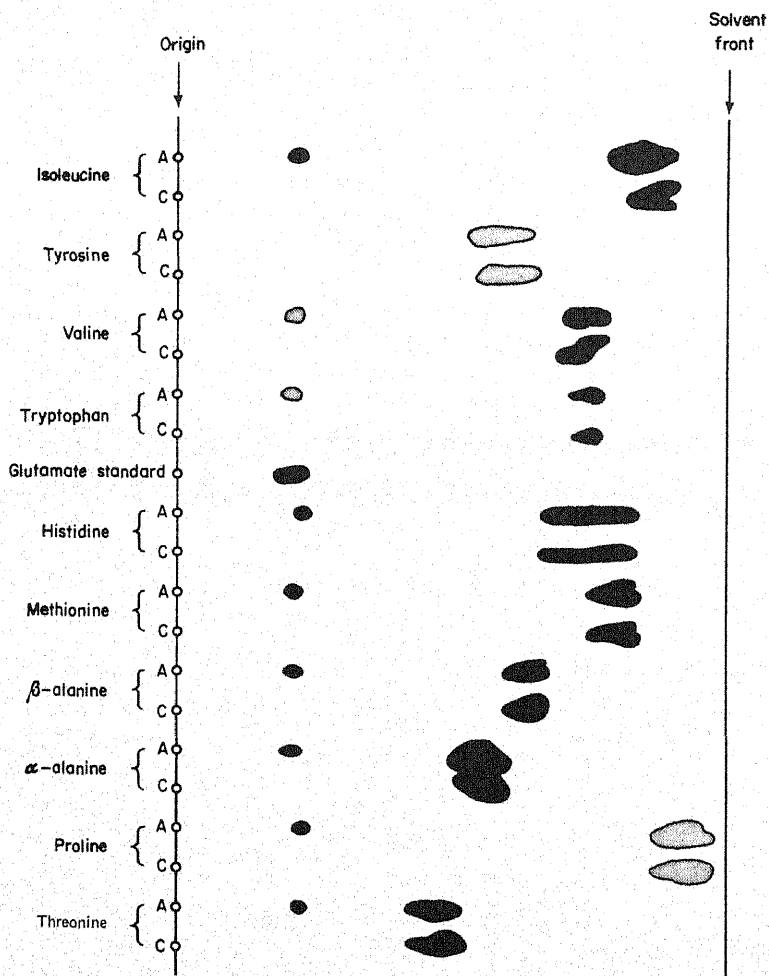 Solvent
front
Origin
Isoleucine
A
C
Tyrosine
A
C
Valine
A
C
Tryptophan
A
C
Glutamate standard
Histidine
A
C
Methionine
A
C
β-alanine
A
C
α-alanine
A
C
Proline
A
C
Threonine
A
C